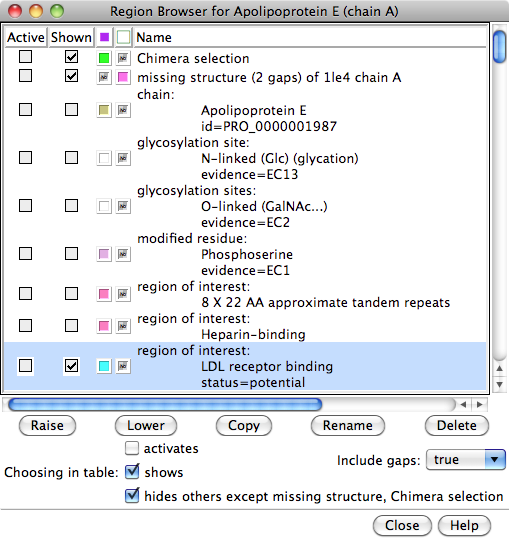 Region Browser for Apolipoprotein E (chain A)
Active Shown Name
Chimera selection
missing structure (2 gaps) of 1le4 chain A
chain:
Apolipoprotein E
id=PRO_0000001987
glycosylation site:
N-linked (Glc) (glycation)
evidence=EC13
glycosylation sites:
O-linked (GalNAc...)
evidence=EC2
modified residue:
Phosphoserine
evidence=EC1
region of interest:
8 X 22 AA approximate tandem repeats
region of interest:
Heparin-binding
region of interest:
LDL receptor binding
status=potential
Raise Lower Copy Rename Delete
activates
Choosing in table: shows
Include gaps: true
hides others except missing structure, Chimera selection
Close Help